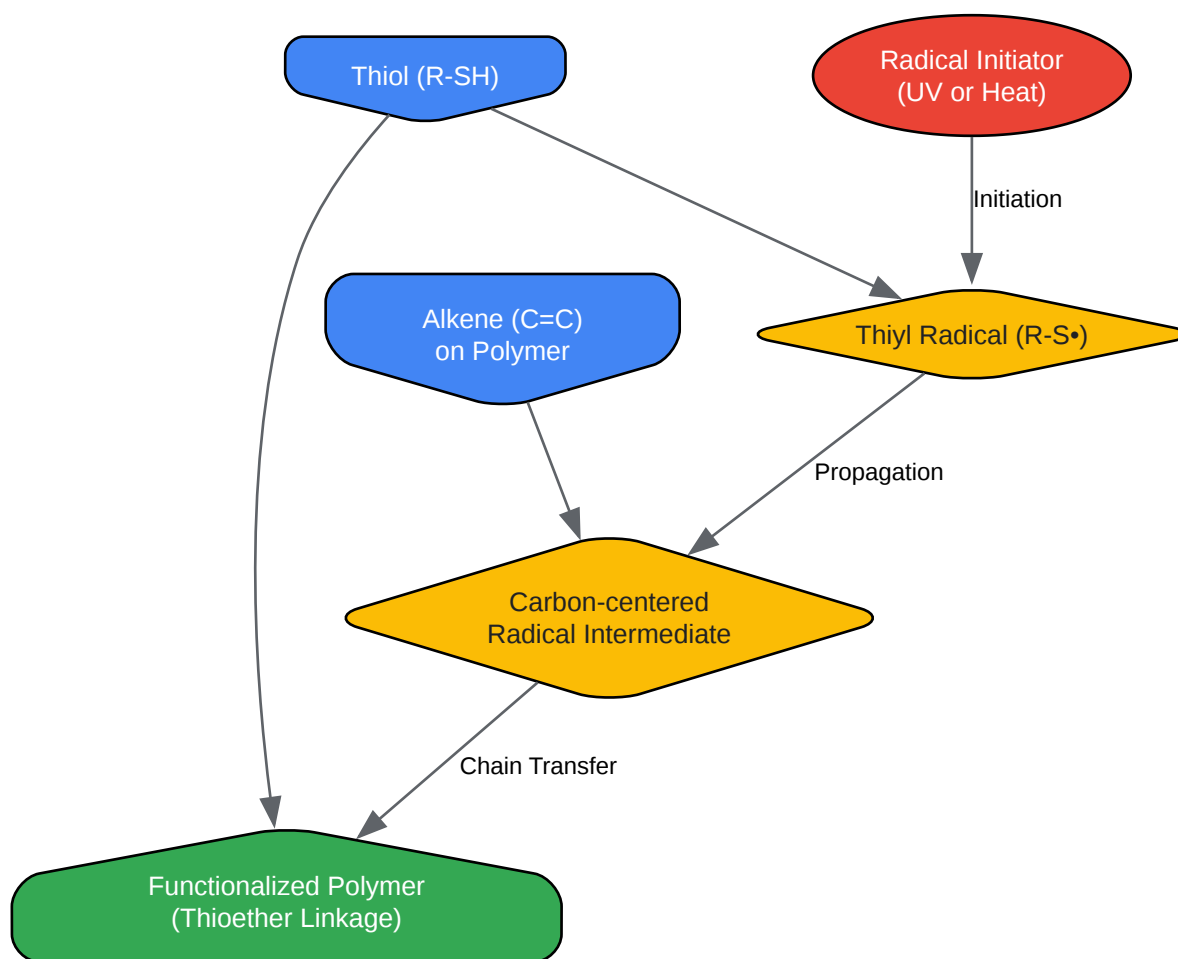 Thiol (R-SH)
Radical Initiator
(UV or Heat)
Initiation
Alkene (C=C)
on Polymer
Thiyl Radical (R-S•)
Propagation
Carbon-centered
Radical Intermediate
Chain Transfer
Functionalized Polymer
(Thioether Linkage)